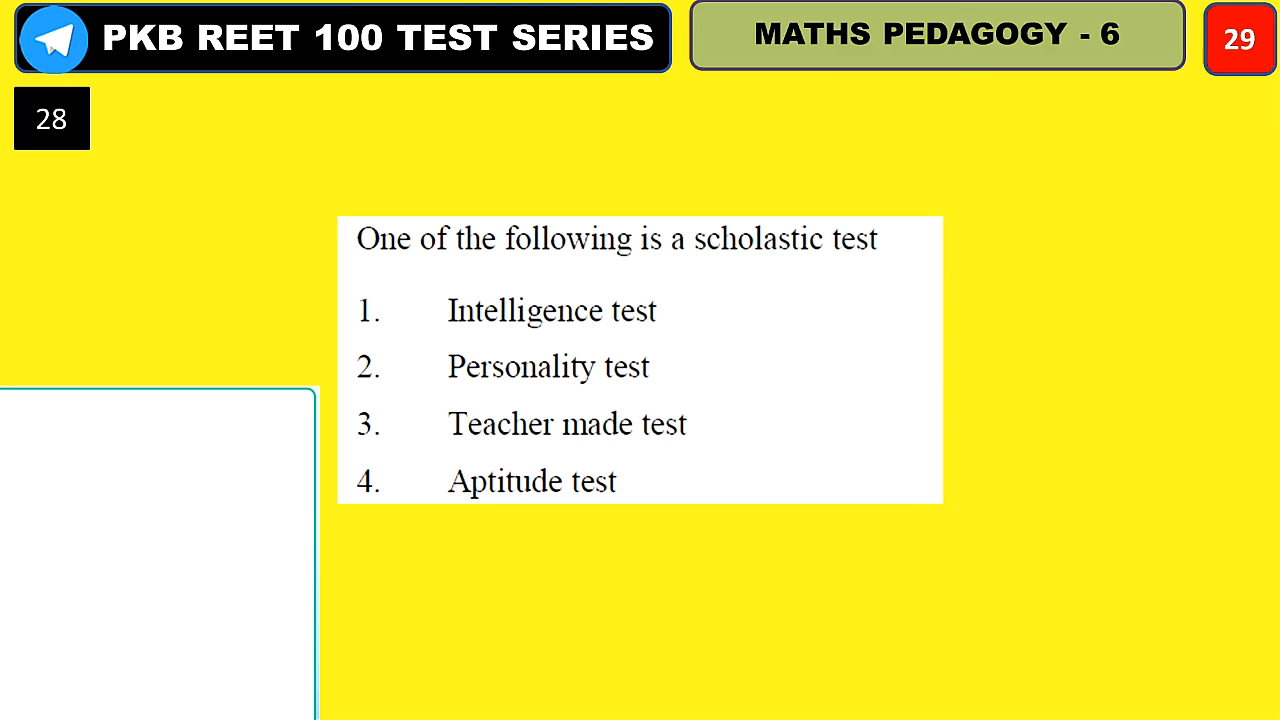 PKB REET 100 TEST SERIES
MATHS PEDAGOGY - 6
29
28
One of the following is a scholastic test
1. Intelligence test
2. Personality test
3. Teacher made test
4. Aptitude test